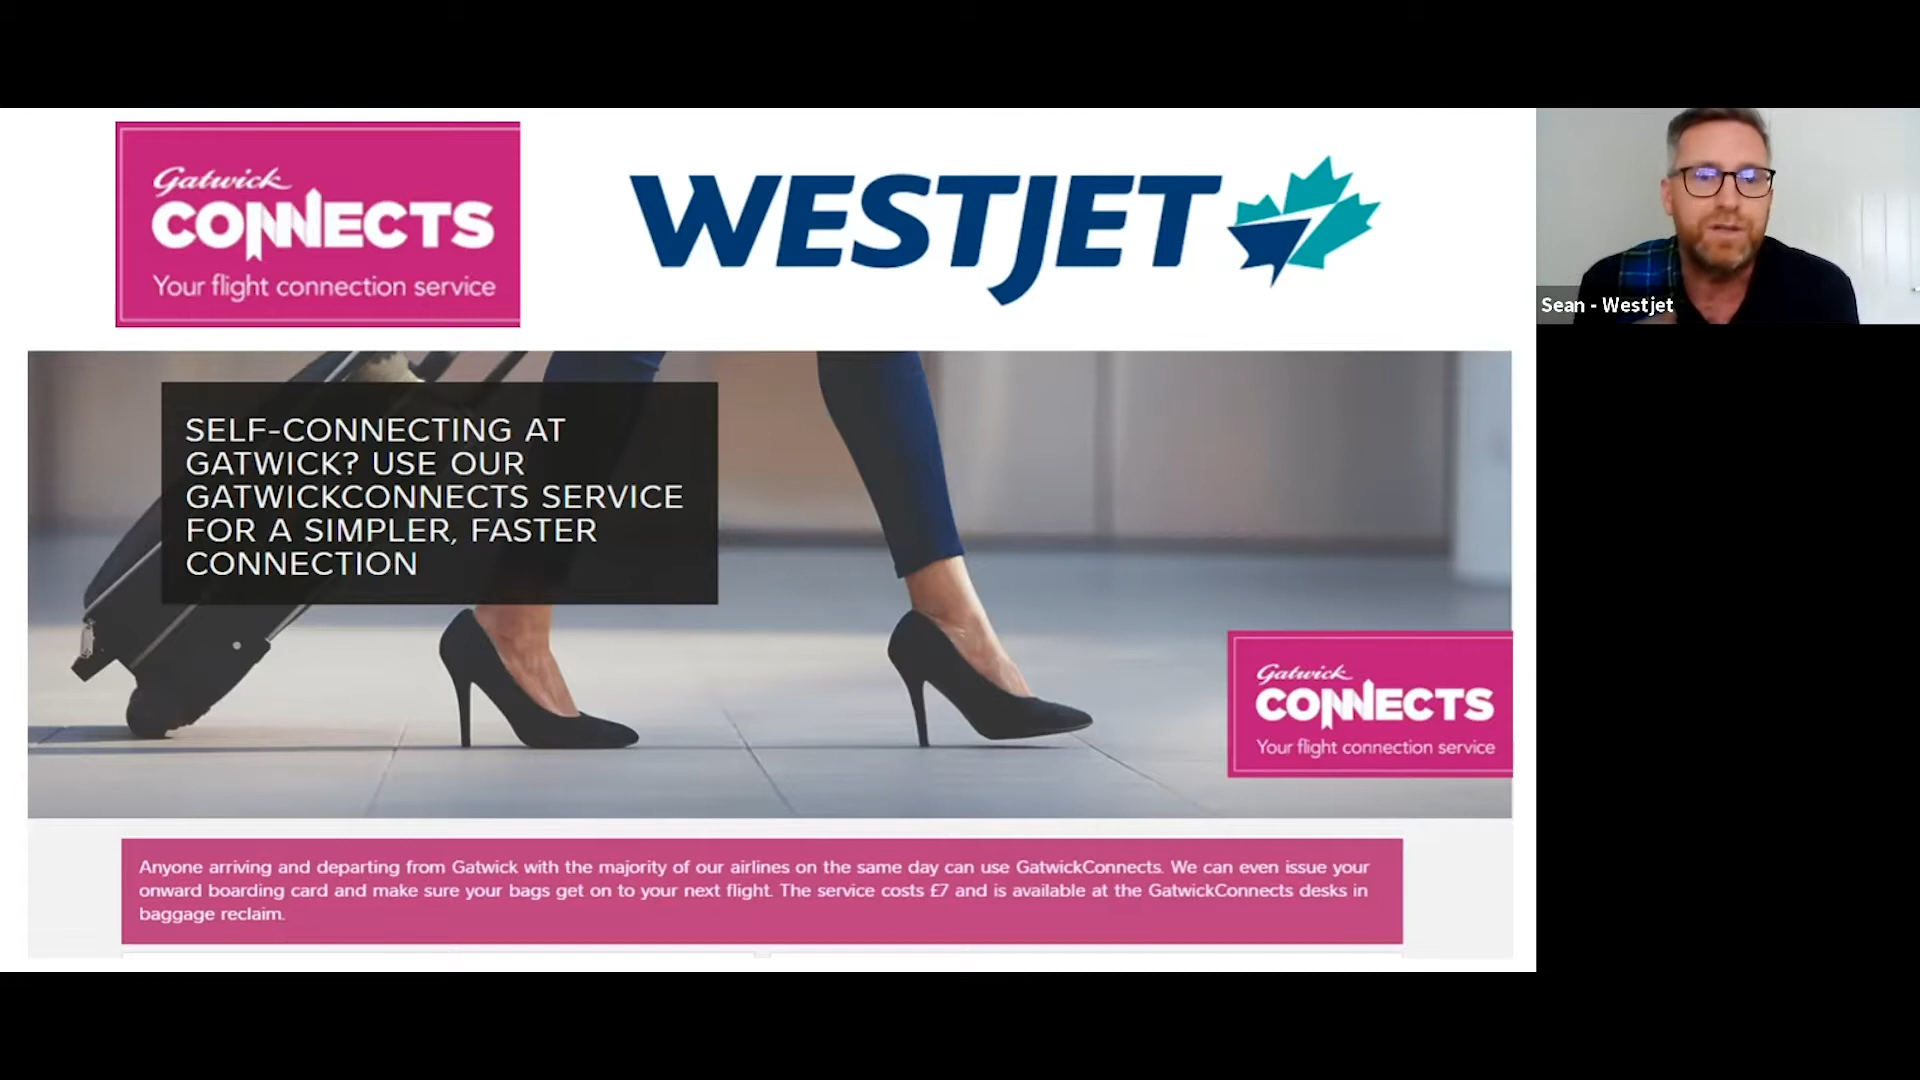 Gatwick
CONNECTS
Your flight connection service
WESTJET
Sean - Westjet
SELF-CONNECTING AT
GATWICK? USE OUR
GATWICKCONNECTS SERVICE
FOR A SIMPLER, FASTER
CONNECTION
Gatwick
CONNECTS
Your flight connection service
Anyone arriving and departing from Gatwick with the majority of our airlines on the same day can use GatwickConnects. We can even issue your
onward boarding card and make sure your bags get on to your next flight. The service costs £7 and is available at the GatwickConnects desks in
baggage reclaim.